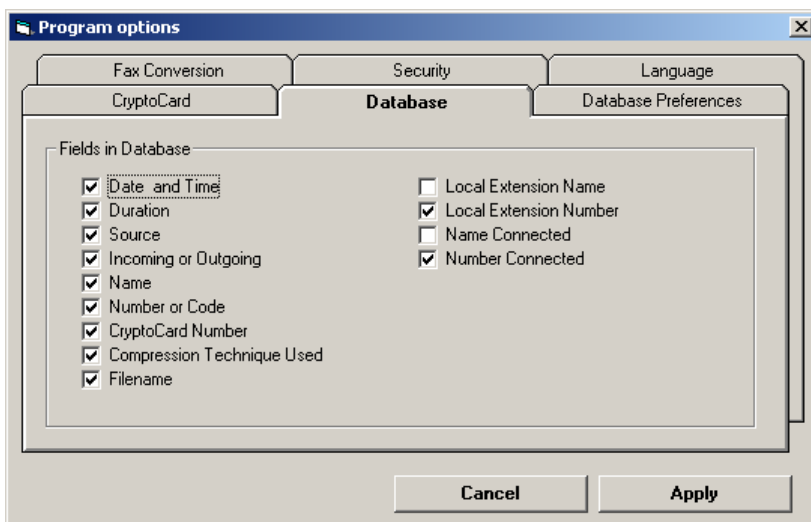 Program options
Fax Conversion
Security
Language
CryptoCard
Database
Database Preferences
Fields in Database
Date and Time
Duration
Source
Incoming or Outgoing
Name
Number or Code
CryptoCard Number
Compression Technique Used
Filename
Local Extension Name
Local Extension Number
Name Connected
Number Connected
Cancel
Apply